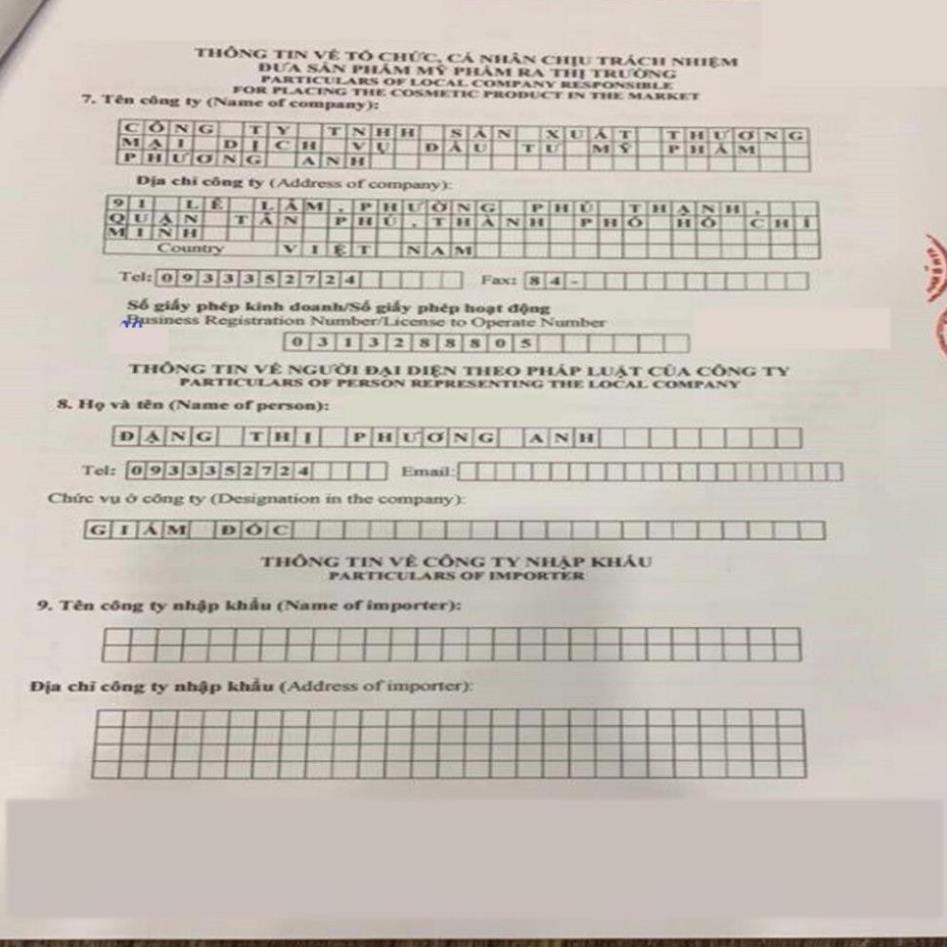 THÔNG TIN VỀ TỔ CHỨC, CÁ NHÂN CHỊU TRÁCH NHIỆM
ĐƯA SẢN PHẨM MỸ PHẨM RA THỊ TRƯỜNG
PARTICULARS OF LOCAL COMPANY RESPONSIBLE
FOR PLACING THE COSMETIC PRODUCT IN THE MARKET
7. Tên công ty (Name of company):
CÔNG TY TNHH SẢN XUẤT THƯƠNG
MẠI DỊCH VỤ ĐẦU TƯ MỸ PHẨM
PHƯƠNG ANH
Địa chỉ công ty (Address of company):
91 LÊ LÂM, PHƯỜNG PHÚ THẠNH,
QUẬN TÂN PHÚ, THÀNH PHỐ HỒ CHÍ
MINH
Country VIỆT NAM
Tel: 0933352724 Fax: 84-
Số giấy phép kinh doanh/Số giấy phép hoạt động
Business Registration Number/License to Operate Number
0313288805
THÔNG TIN VỀ NGƯỜI ĐẠI DIỆN THEO PHÁP LUẬT CỦA CÔNG TY
PARTICULARS OF PERSON REPRESENTING THE LOCAL COMPANY
8. Họ và tên (Name of person):
ĐẶNG THỊ PHƯƠNG ANH
Tel: 0933352724 Email:
Chức vụ ở công ty (Designation in the company):
GIÁM ĐỐC
THÔNG TIN VỀ CÔNG TY NHẬP KHẨU
PARTICULARS OF IMPORTER
9. Tên công ty nhập khẩu (Name of importer):
Địa chỉ công ty nhập khẩu (Address of importer):